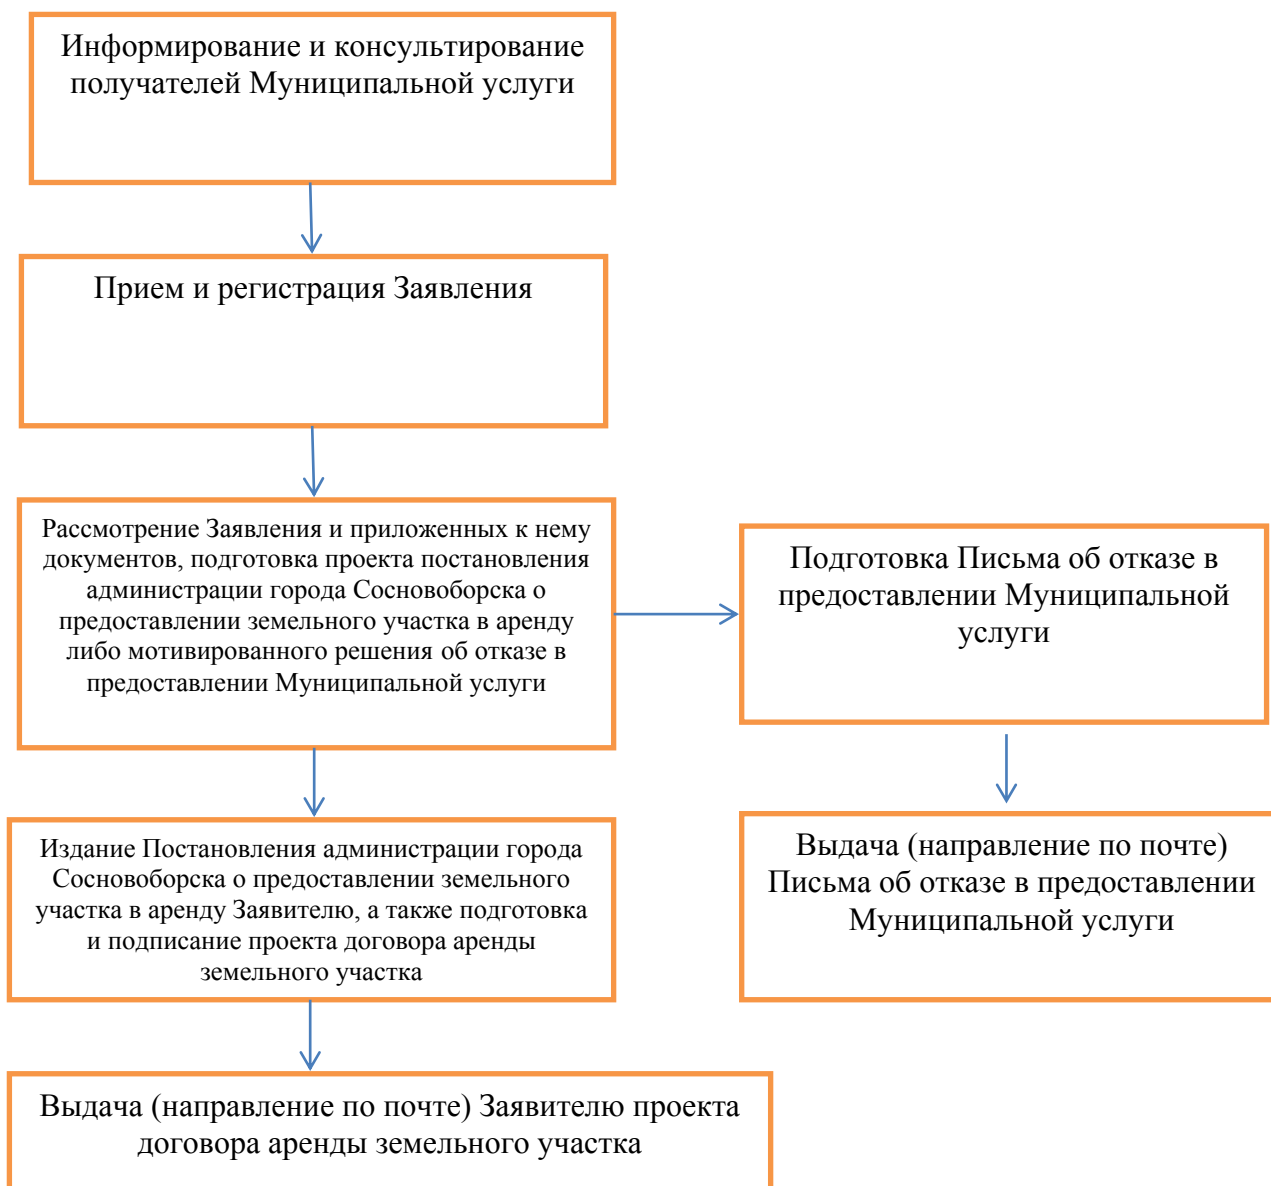 Информирование и консультирование
получателей Муниципальной услуги
Прием и регистрация Заявления
Рассмотрение Заявления и приложенных к нему
документов, подготовка проекта постановления
администрации города Сосновоборска о
предоставлении земельного участка в аренду
либо мотивированного решения об отказе в
предоставлении Муниципальной услуги
Подготовка Письма об отказе в
предоставлении Муниципальной
услуги
Издание Постановления администрации города
Сосновоборска о предоставлении земельного
участка в аренду Заявителю, а также подготовка
и подписание проекта договора аренды
земельного участка
Выдача (направление по почте)
Письма об отказе в предоставлении
Муниципальной услуги
Выдача (направление по почте) Заявителю проекта
договора аренды земельного участка